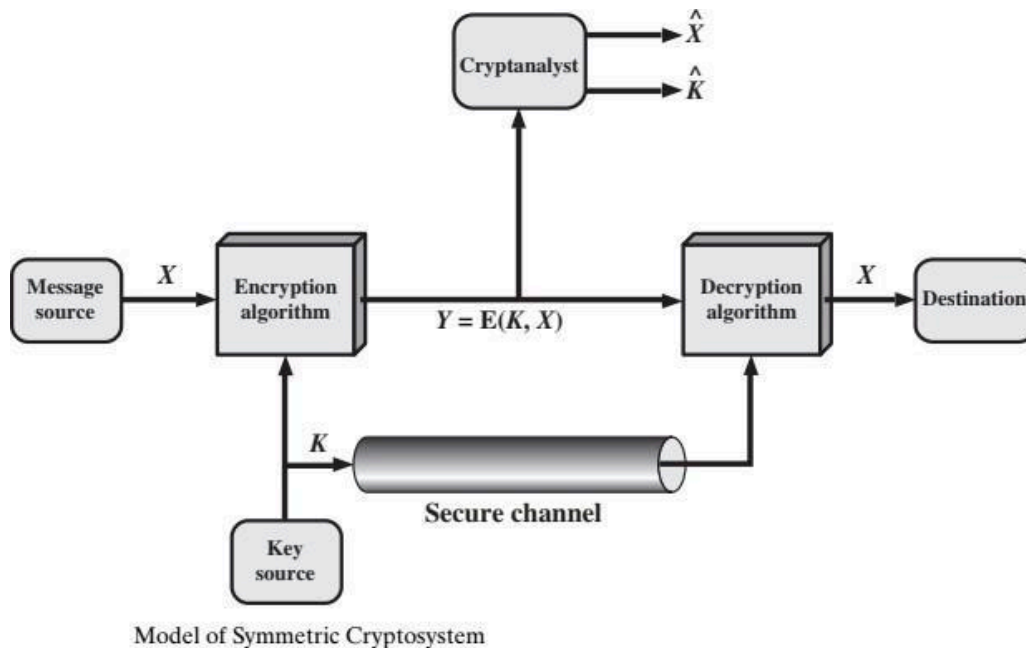 Cryptanalyst
X̂
K̂
Message
source
X
Encryption
algorithm
Y = E(K, X)
Decryption
algorithm
X
Destination
K
Secure channel
Key
source
Model of Symmetric Cryptosystem